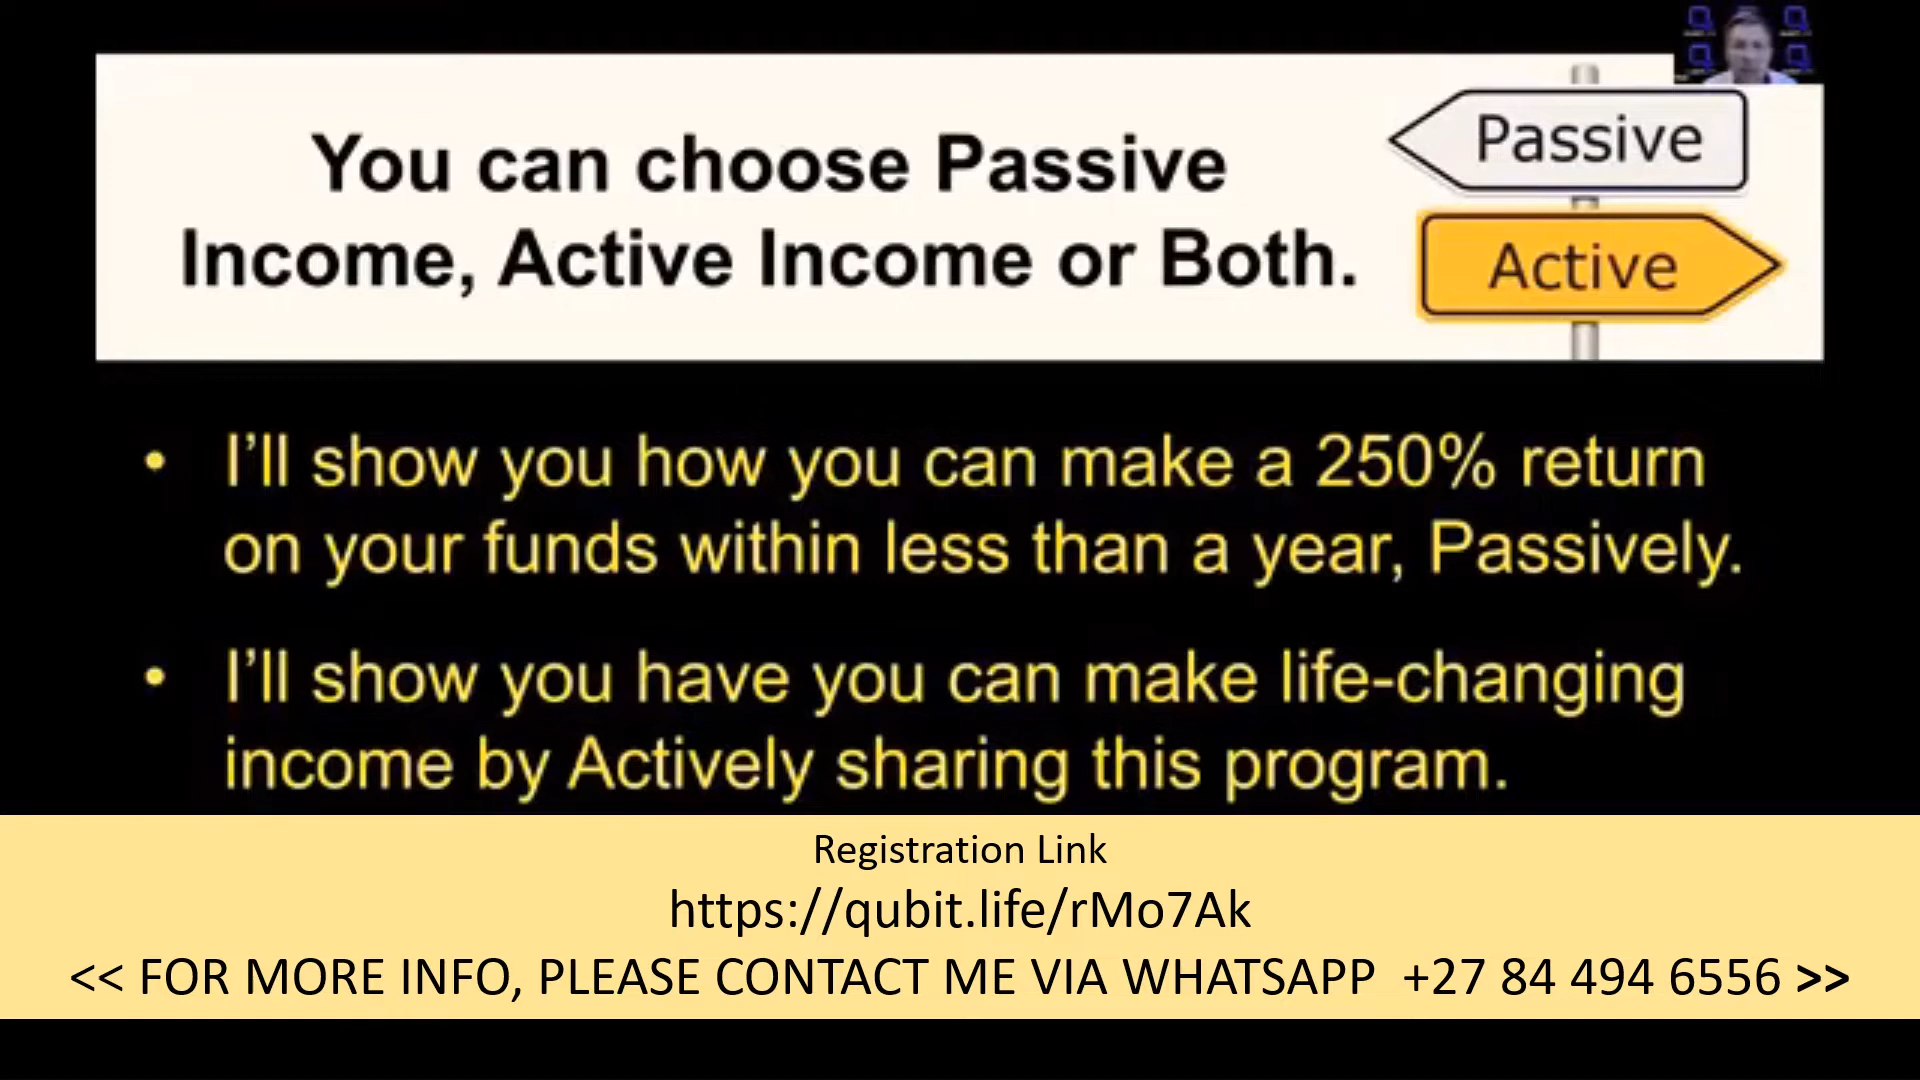 You can choose Passive
Income, Active Income or Both.
Passive
Active
• I'll show you how you can make a 250% return
on your funds within less than a year, Passively.
• I'll show you have you can make life-changing
income by Actively sharing this program.
Registration Link
https://qubit.life/rMo7Ak
<< FOR MORE INFO, PLEASE CONTACT ME VIA WHATSAPP +27 84 494 6556 >>